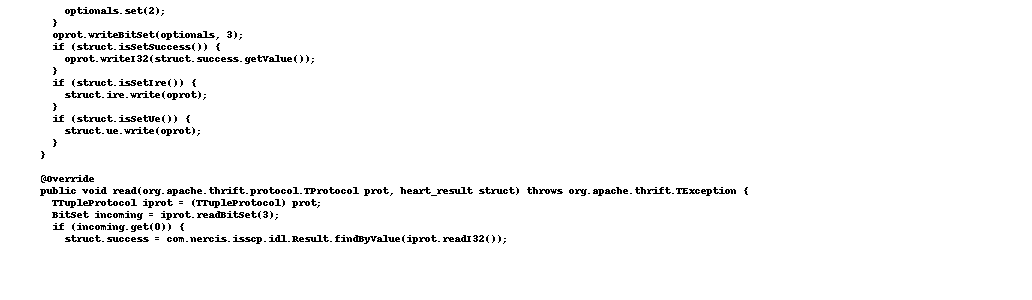 optionals.set(2);
}
oprot.writeBitSet(optionals, 3);
if (struct.isSetSuccess()) {
oprot.writeI32(struct.success.getValue());
}
if (struct.isSetIre()) {
struct.ire.write(oprot);
}
if (struct.isSetUe()) {
struct.ue.write(oprot);
}
}
@Override
public void read(org.apache.thrift.protocol.TProtocol prot, heart_result struct) throws org.apache.thrift.TException {
TTupleProtocol iprot = (TTupleProtocol) prot;
BitSet incoming = iprot.readBitSet(3);
if (incoming.get(0)) {
struct.success = com.nercis.isscp.idl.Result.findByValue(iprot.readI32());